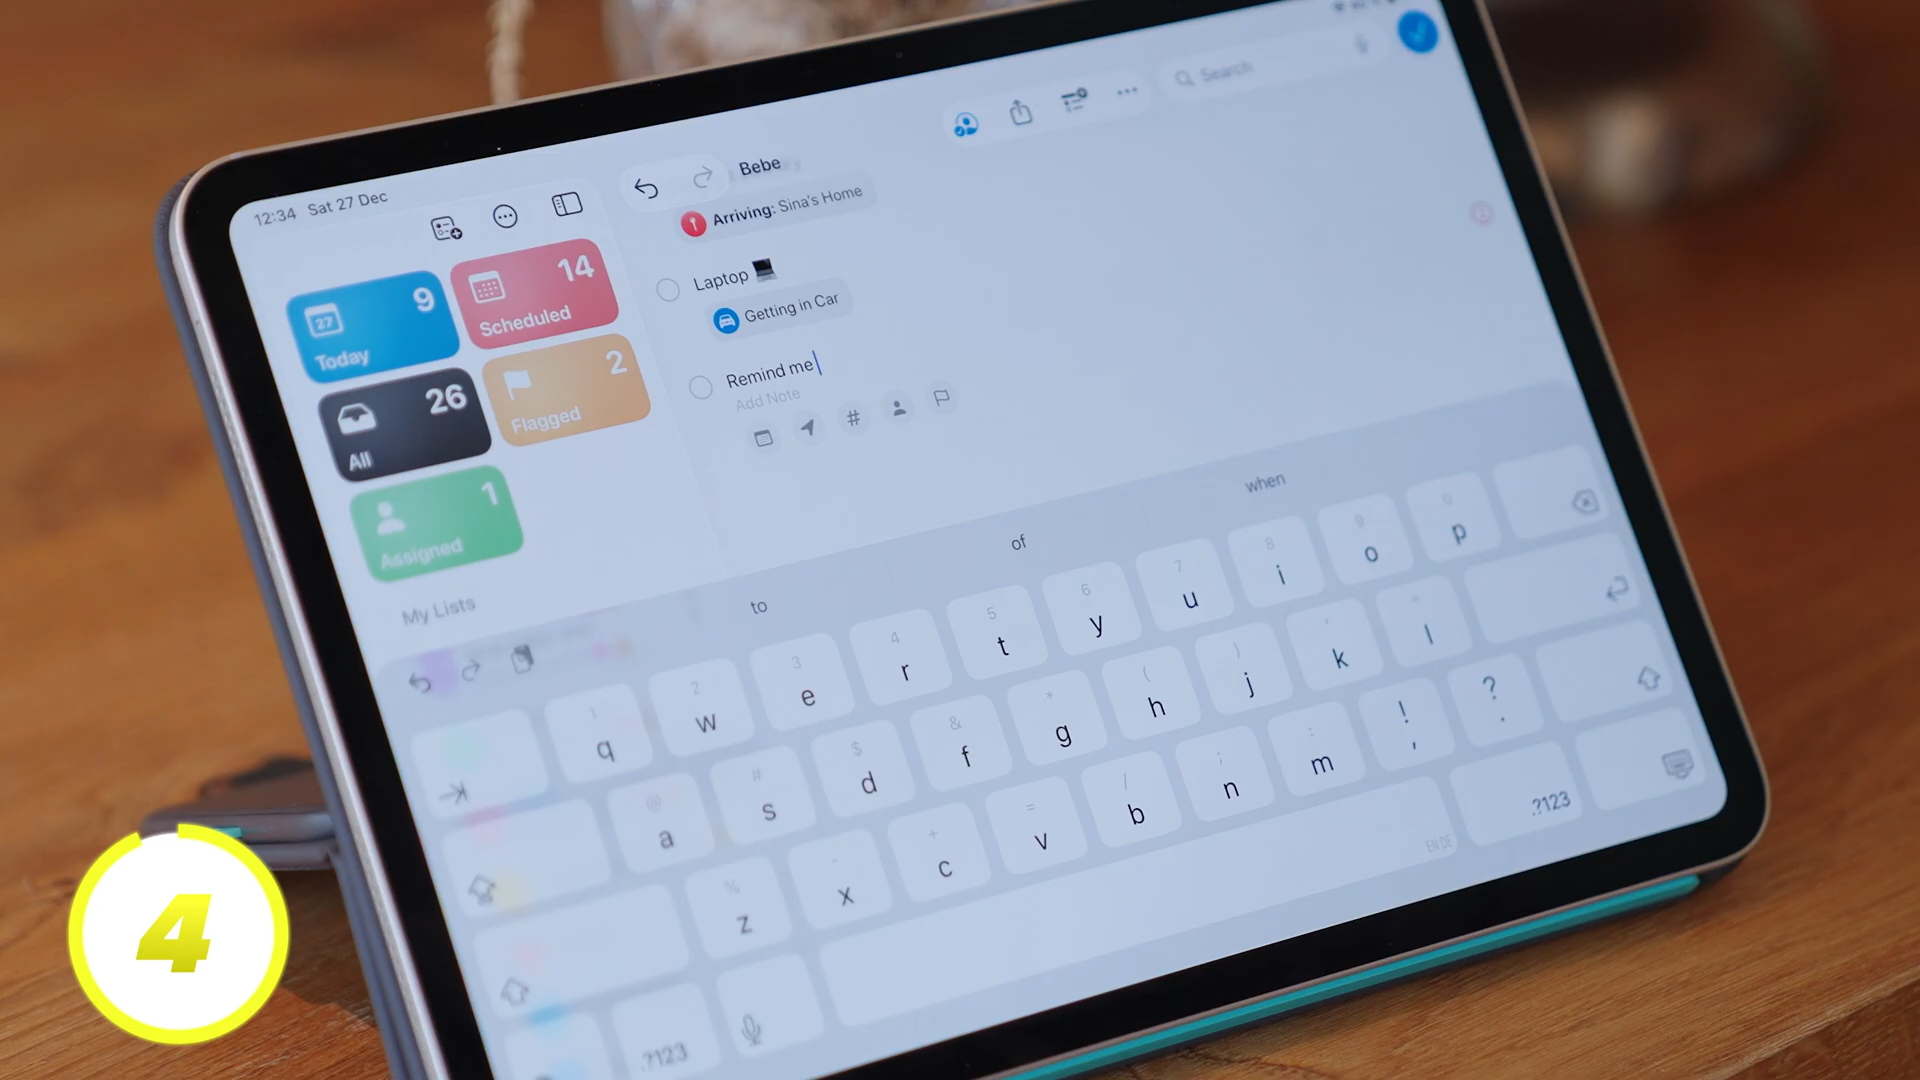 12:34 Sat 27 Dec
Search
Bebe
Arriving: Sina's Home
27
9
Today
14
Scheduled
26
All
2
Flagged
1
Assigned
My Lists
Laptop 💻
Getting in Car
Remind me
Add Note
#
to
of
when
1 2 3 4 5 6 7 8 9 0
q w e r t y u i o p
@ # $ & * ( ) ' "
a s d f g h j k l
% - + = / ; : ! ?
z x c v b n m , .
.?123
EN DE
.?123
4